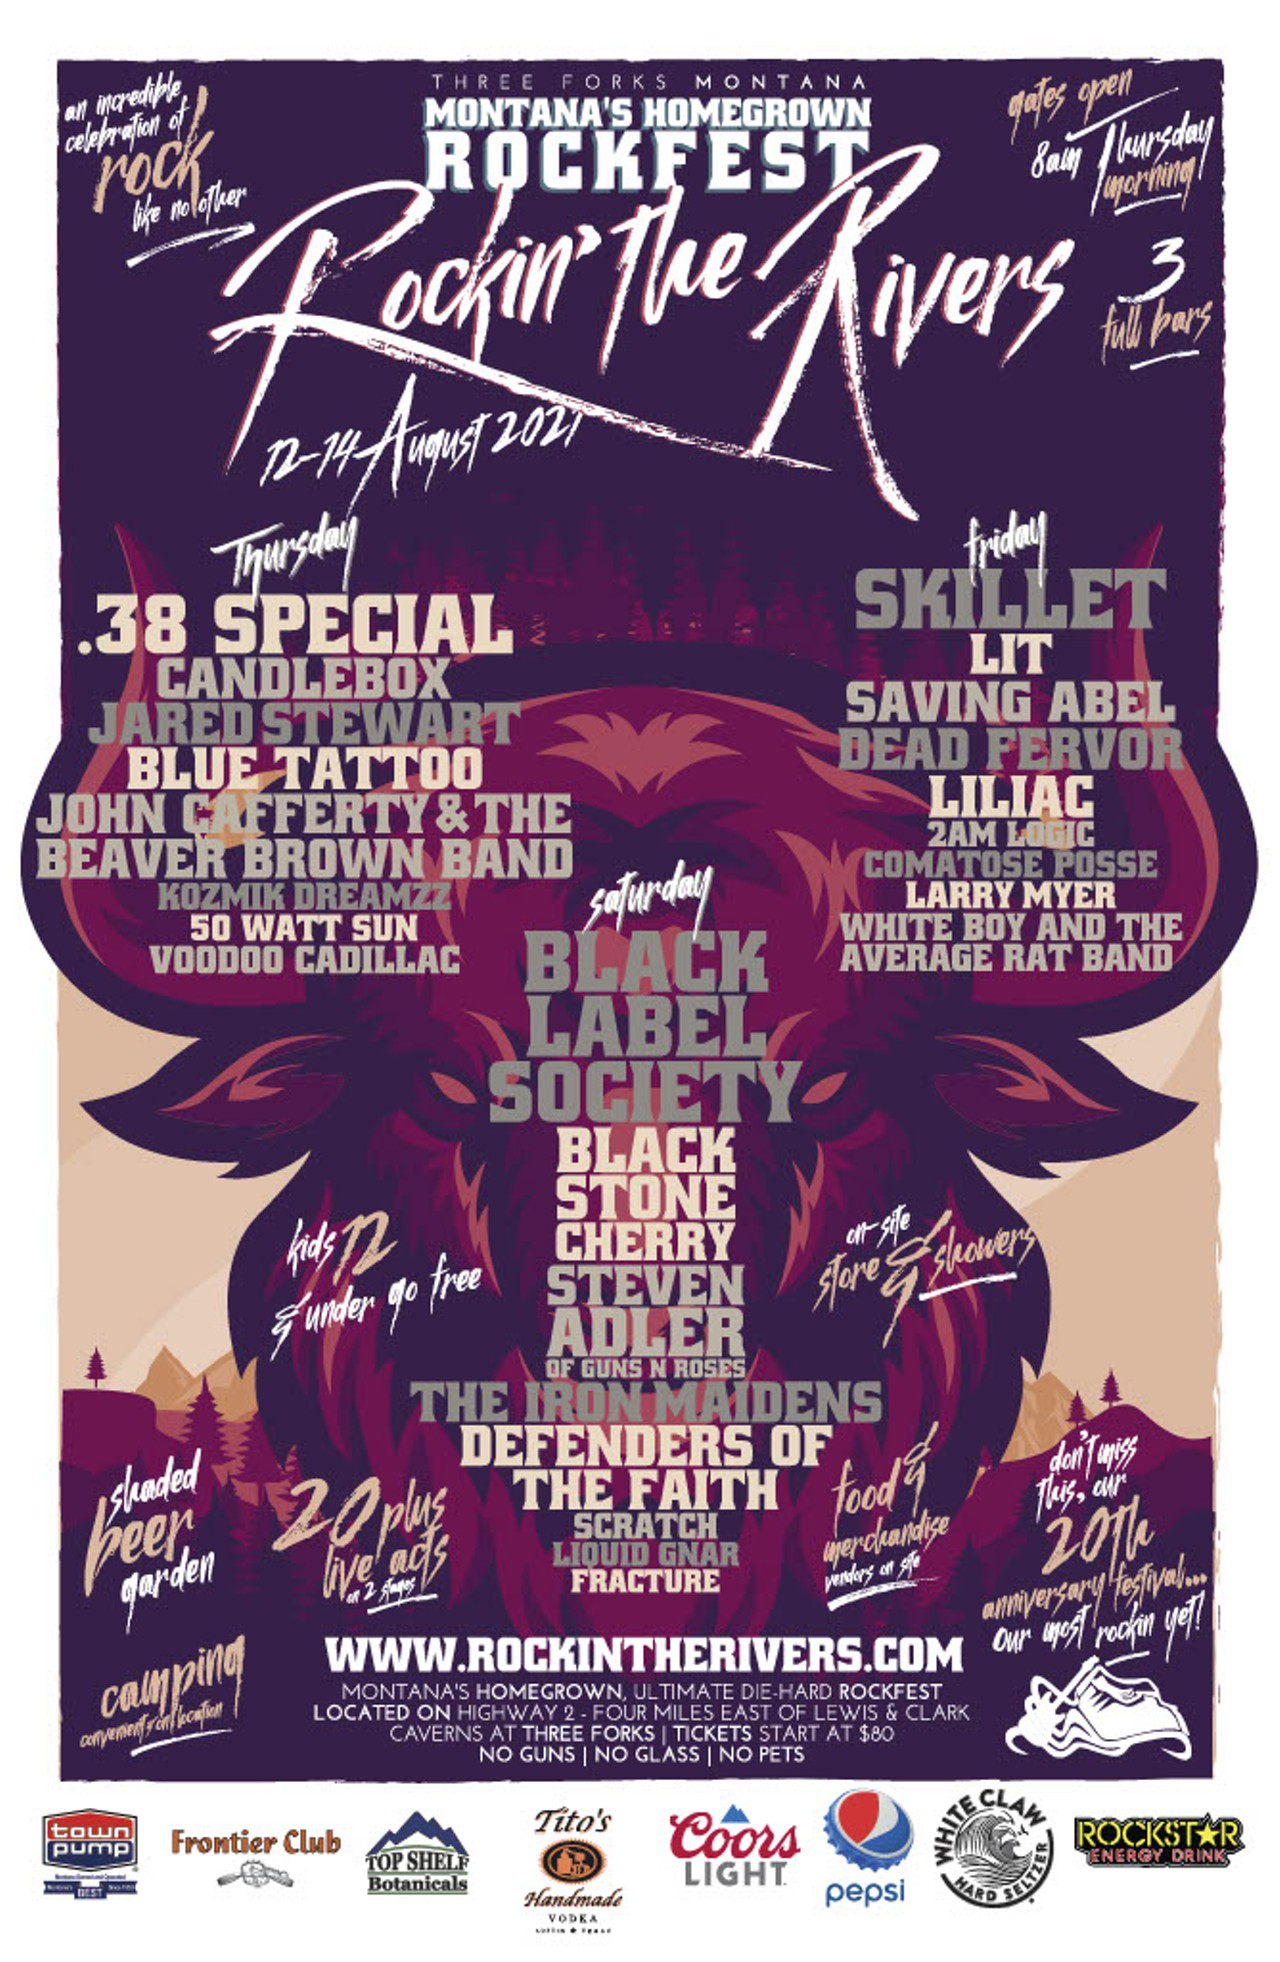 THREE FORKS MONTANA
MONTANA'S HOMEGROWN
ROCKFEST
Rockin' the Rivers
12-14 August 2021
an incredible
celebration of
rock
like no other
gates open
8am Thursday
morning
3
full bars
Thursday
.38 SPECIAL
CANDLEBOX
JARED STEWART
BLUE TATTOO
JOHN CAFFERTY & THE
BEAVER BROWN BAND
KOZMIK DREAMZZ
50 WATT SUN
VOODOO CADILLAC
friday
SKILLET
LIT
SAVING ABEL
DEAD FERVOR
LILIAC
2AM LOGIC
COMATOSE POSSE
LARRY MYER
WHITE BOY AND THE
AVERAGE RAT BAND
saturday
BLACK
LABEL
SOCIETY
BLACK
STONE
CHERRY
STEVEN
ADLER
OF GUNS N ROSES
THE IRON MAIDENS
DEFENDERS OF
THE FAITH
SCRATCH
LIQUID GNAR
FRACTURE
kids 12
& under go free
on-site
store & showers
shaded
beer
garden
20 plus
live acts
on 2 stages
food &
merchandise
vendors on site
don't miss
this, our
20th
anniversary festival...
Our most rockin yet!
camping
convenient, on location
WWW.ROCKINTHERIVERS.COM
MONTANA'S HOMEGROWN, ULTIMATE DIE-HARD ROCKFEST
LOCATED ON HIGHWAY 2 - FOUR MILES EAST OF LEWIS & CLARK
CAVERNS AT THREE FORKS | TICKETS START AT $80
NO GUNS | NO GLASS | NO PETS
town
pump
BEST
Frontier Club
TOP SHELF
Botanicals
Tito's
Handmade
VODKA
Coors
LIGHT
pepsi
WHITE CLAW
HARD SELTZER
ROCKSTAR
ENERGY DRINK